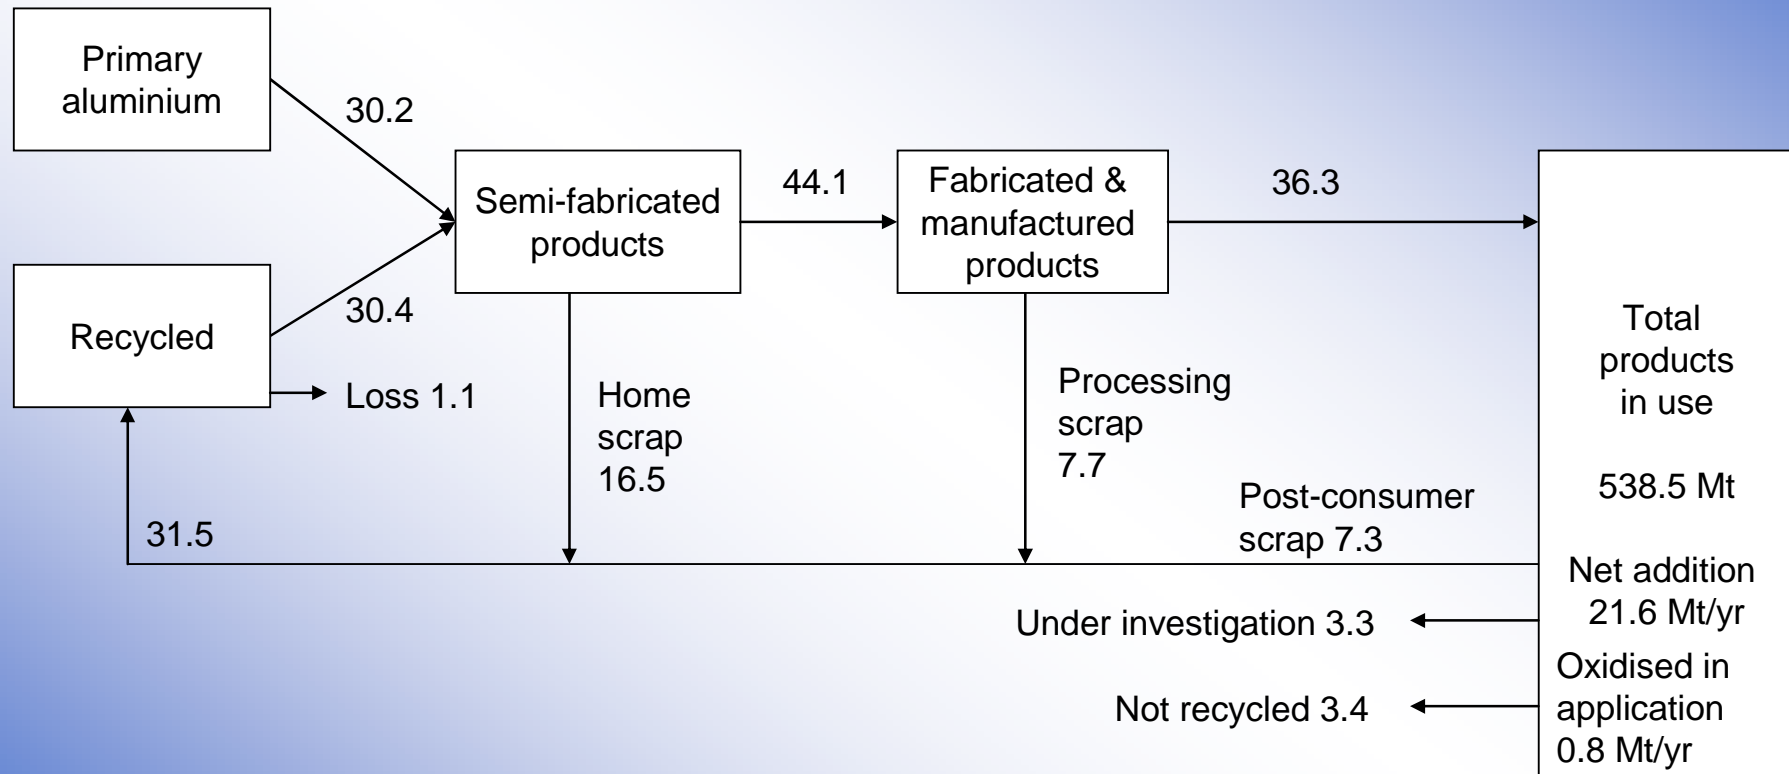 Primary
aluminium
30.2
Semi-fabricated
products
44.1
Fabricated &
manufactured
products
36.3
Recycled
30.4
Loss 1.1
Home
scrap
16.5
Processing
scrap
7.7
Total
products
in use
538.5 Mt
Post-consumer
scrap 7.3
31.5
Net addition
21.6 Mt/yr
Under investigation 3.3
Oxidised in
application
0.8 Mt/yr
Not recycled 3.4